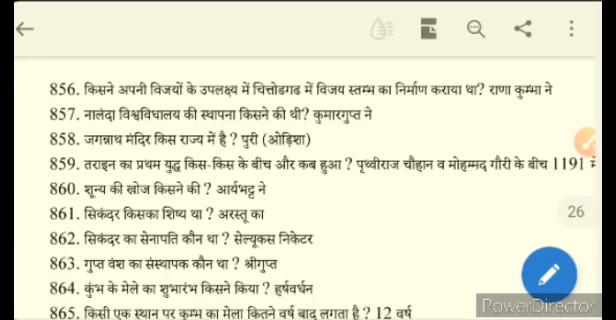 856. किसने अपनी विजयों के उपलक्ष्य में चित्तोडगढ में विजय स्तम्भ का निर्माण कराया था? राणा कुम्भा ने
857. नालंदा विश्वविधालय की स्थापना किसने की थी? कुमारगुप्त ने
858. जगन्नाथ मंदिर किस राज्य में है ? पुरी (ओड़िशा)
859. तराइन का प्रथम युद्ध किस-किस के बीच और कब हुआ ? पृथ्वीराज चौहान व मोहम्मद गौरी के बीच 1191 में
860. शून्य की खोज किसने की ? आर्यभट्ट ने
861. सिकंदर किसका शिष्य था ? अरस्तू का
26
862. सिकंदर का सेनापति कौन था ? सेल्यूकस निकेटर
863. गुप्त वंश का संस्थापक कौन था ? श्रीगुप्त
864. कुंभ के मेले का शुभारंभ किसने किया ? हर्षवर्धन
PowerDirector
865. किसी एक स्थान पर कुम्भ का मेला कितने वर्ष बाद लगता है ? 12 वर्ष